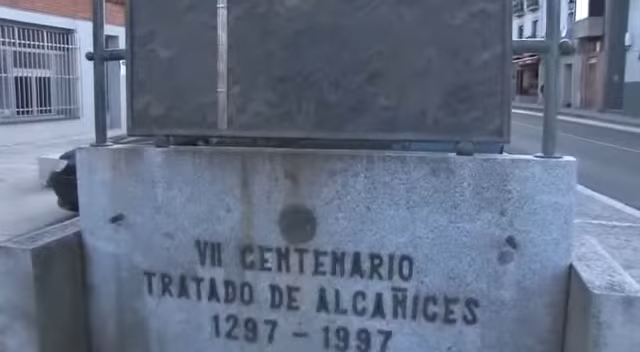 VII CENTENARIO
TRATADO DE ALCAÑICES
1297 - 1997